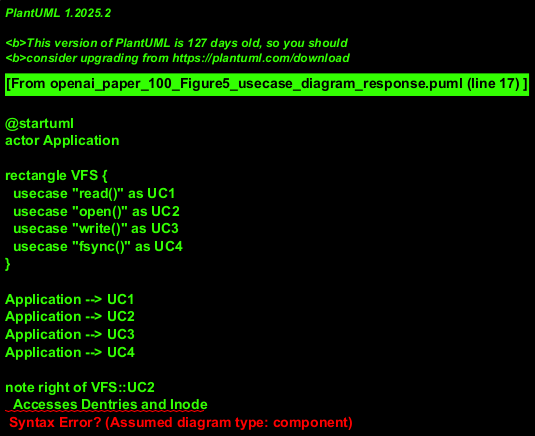 PlantUML 1.2025.2
<b>This version of PlantUML is 127 days old, so you should
<b>consider upgrading from https://plantuml.com/download
[From openai_paper_100_Figure5_usecase_diagram_response.puml (line 17) ]
@startuml
actor Application
rectangle VFS {
  usecase "read()" as UC1
  usecase "open()" as UC2
  usecase "write()" as UC3
  usecase "fsync()" as UC4
}
Application --> UC1
Application --> UC2
Application --> UC3
Application --> UC4
note right of VFS::UC2
  Accesses Dentries and Inode
 Syntax Error? (Assumed diagram type: component)